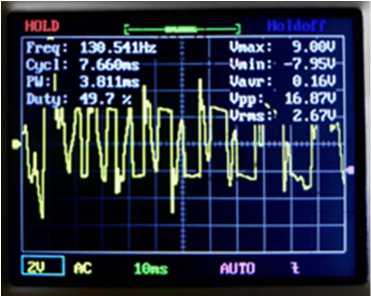 HOLD Holdoff
Freq: 130.541Hz Vmax: 9.00V
Cycl: 7.660ms Vmin: -7.95V
PW: 3.811ms Vavr: 0.16V
Duty: 49.7 % Vpp: 16.87V
Vrms: 2.67V
2V AC 10ms AUTO